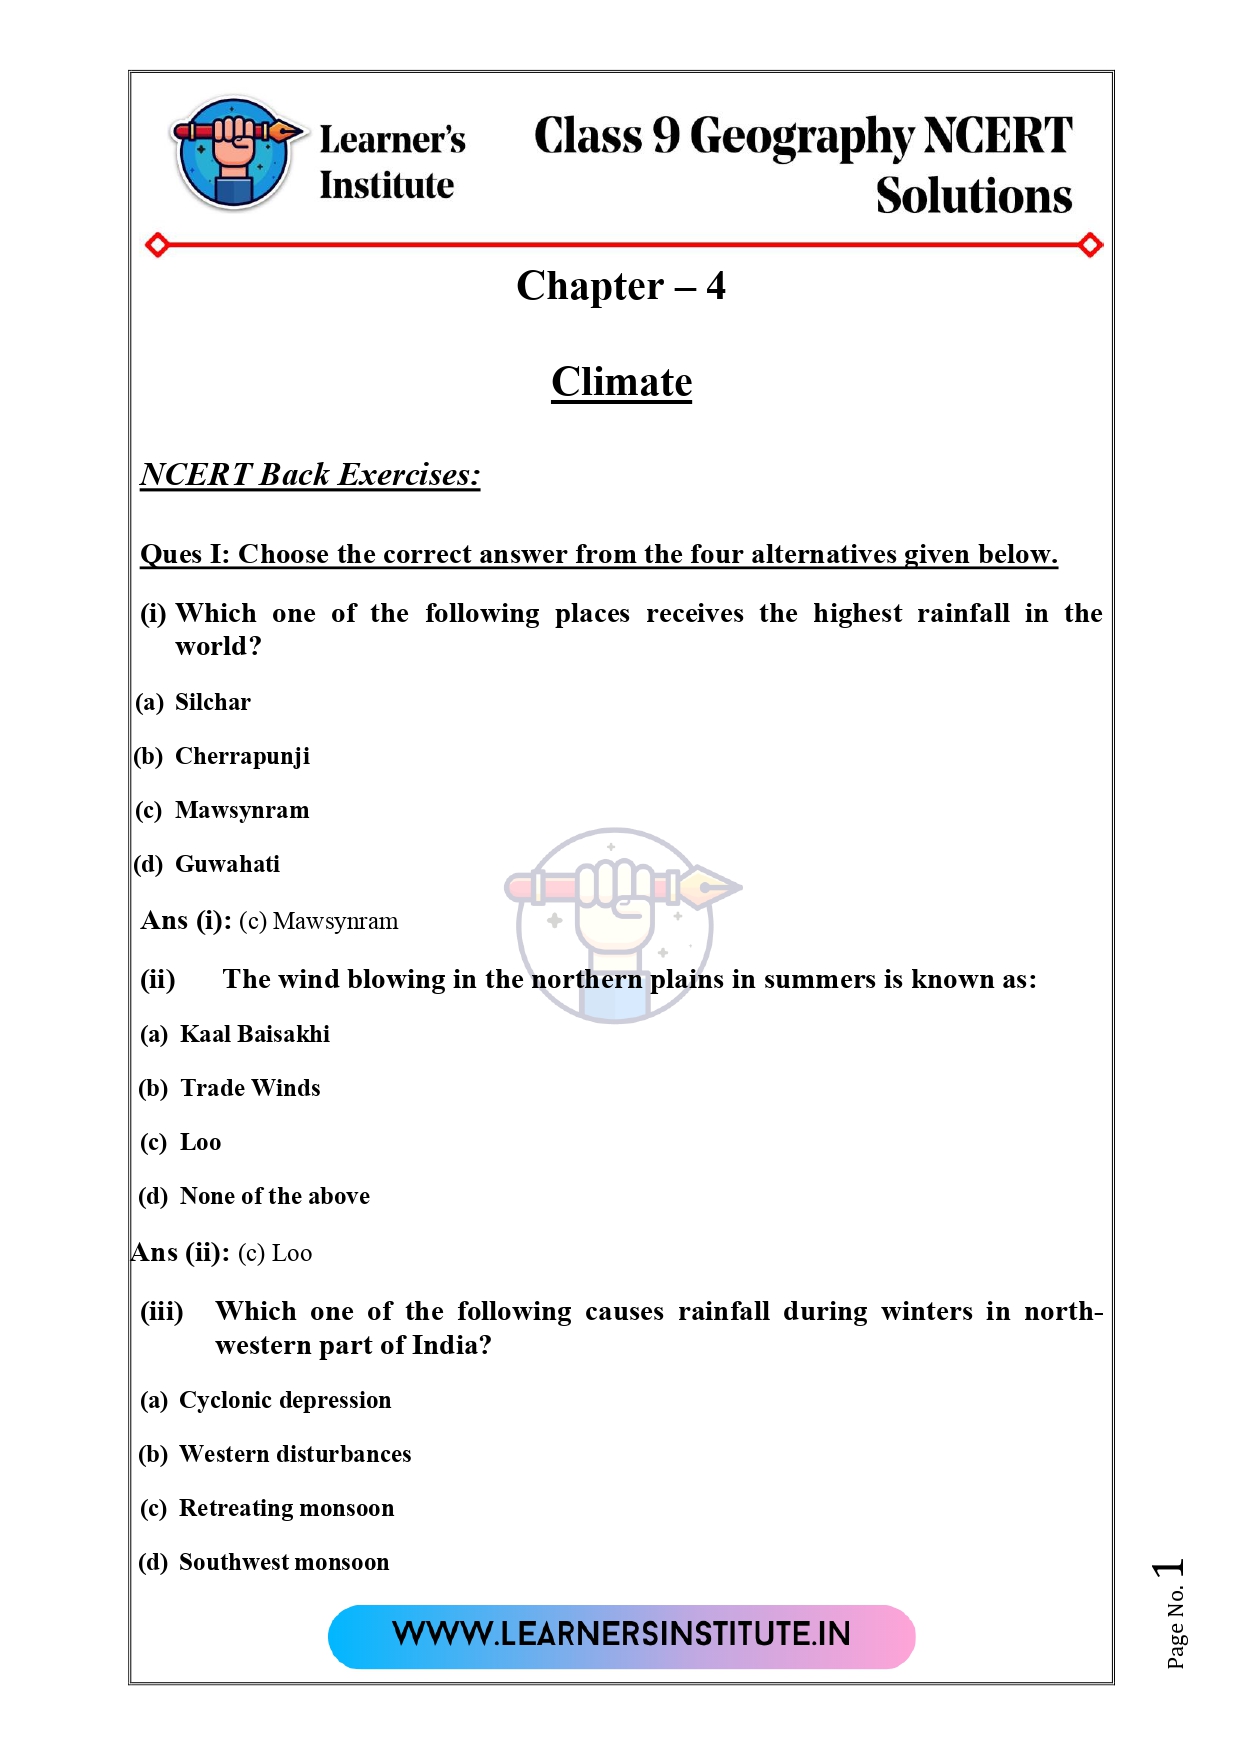 Learner's
Institute
Class 9 Geography NCERT
Solutions
Chapter – 4
Climate
NCERT Back Exercises:
Ques I: Choose the correct answer from the four alternatives given below.
(i) Which one of the following places receives the highest rainfall in the
world?
(a) Silchar
(b) Cherrapunji
(c) Mawsynram
(d) Guwahati
Ans (i): (c) Mawsynram
(ii) The wind blowing in the northern plains in summers is known as:
(a) Kaal Baisakhi
(b) Trade Winds
(c) Loo
(d) None of the above
Ans (ii): (c) Loo
(iii) Which one of the following causes rainfall during winters in north-
western part of India?
(a) Cyclonic depression
(b) Western disturbances
(c) Retreating monsoon
(d) Southwest monsoon
WWW.LEARNERSINSTITUTE.IN
Page No. 1